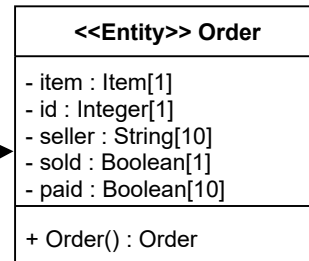 <<Entity>> Order
- item : Item[1]
- id : Integer[1]
- seller : String[10]
- sold : Boolean[1]
- paid : Boolean[10]
+ Order() : Order